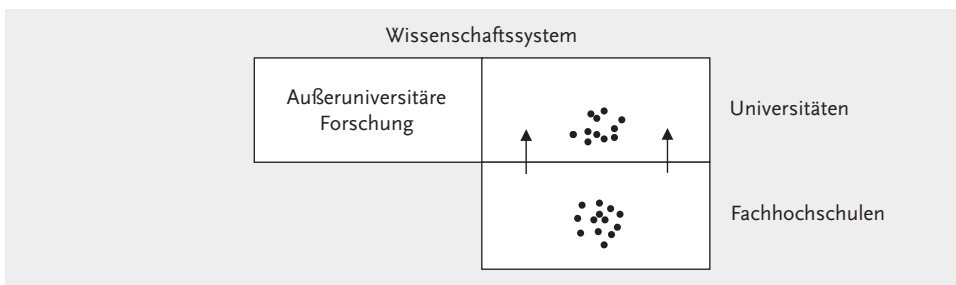 Wissenschaftssystem
Außeruniversitäre
Forschung
Universitäten
Fachhochschulen